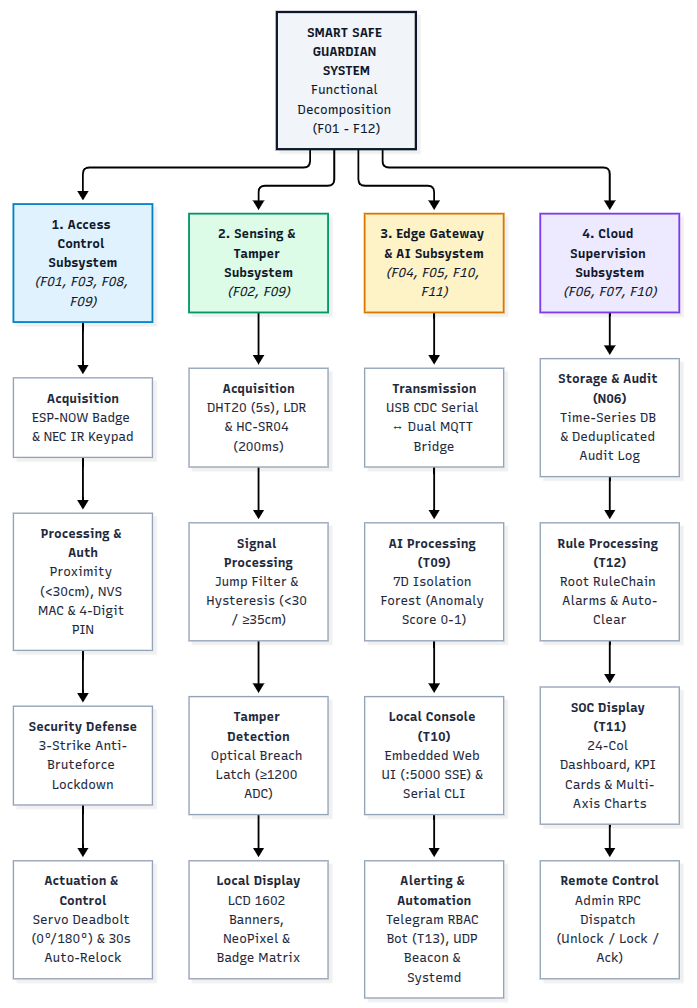 SMART SAFE
GUARDIAN
SYSTEM
Functional
Decomposition
(F01 - F12)
1. Access
Control
Subsystem
(F01, F03, F08,
F09)
Acquisition
ESP-NOW Badge
& NEC IR Keypad
Processing &
Auth
Proximity
(<30cm), NVS
MAC & 4-Digit
PIN
Security Defense
3-Strike Anti-
Bruteforce
Lockdown
Actuation &
Control
Servo Deadbolt
(0°/180°) & 30s
Auto-Relock
2. Sensing &
Tamper
Subsystem
(F02, F09)
Acquisition
DHT20 (5s), LDR
& HC-SR04
(200ms)
Signal
Processing
Jump Filter &
Hysteresis (<30
/ ≥35cm)
Tamper
Detection
Optical Breach
Latch (≥1200
ADC)
Local Display
LCD 1602
Banners,
NeoPixel &
Badge Matrix
3. Edge Gateway
& AI Subsystem
(F04, F05, F10,
F11)
Transmission
USB CDC Serial
↔ Dual MQTT
Bridge
AI Processing
(T09)
7D Isolation
Forest (Anomaly
Score 0-1)
Local Console
(T10)
Embedded Web
UI (:5000 SSE) &
Serial CLI
Alerting &
Automation
Telegram RBAC
Bot (T13), UDP
Beacon &
Systemd
4. Cloud
Supervision
Subsystem
(F06, F07, F10)
Storage & Audit
(N06)
Time-Series DB
& Deduplicated
Audit Log
Rule Processing
(T12)
Root RuleChain
Alarms & Auto-
Clear
SOC Display
(T11)
24-Col
Dashboard, KPI
Cards & Multi-
Axis Charts
Remote Control
Admin RPC
Dispatch
(Unlock / Lock /
Ack)